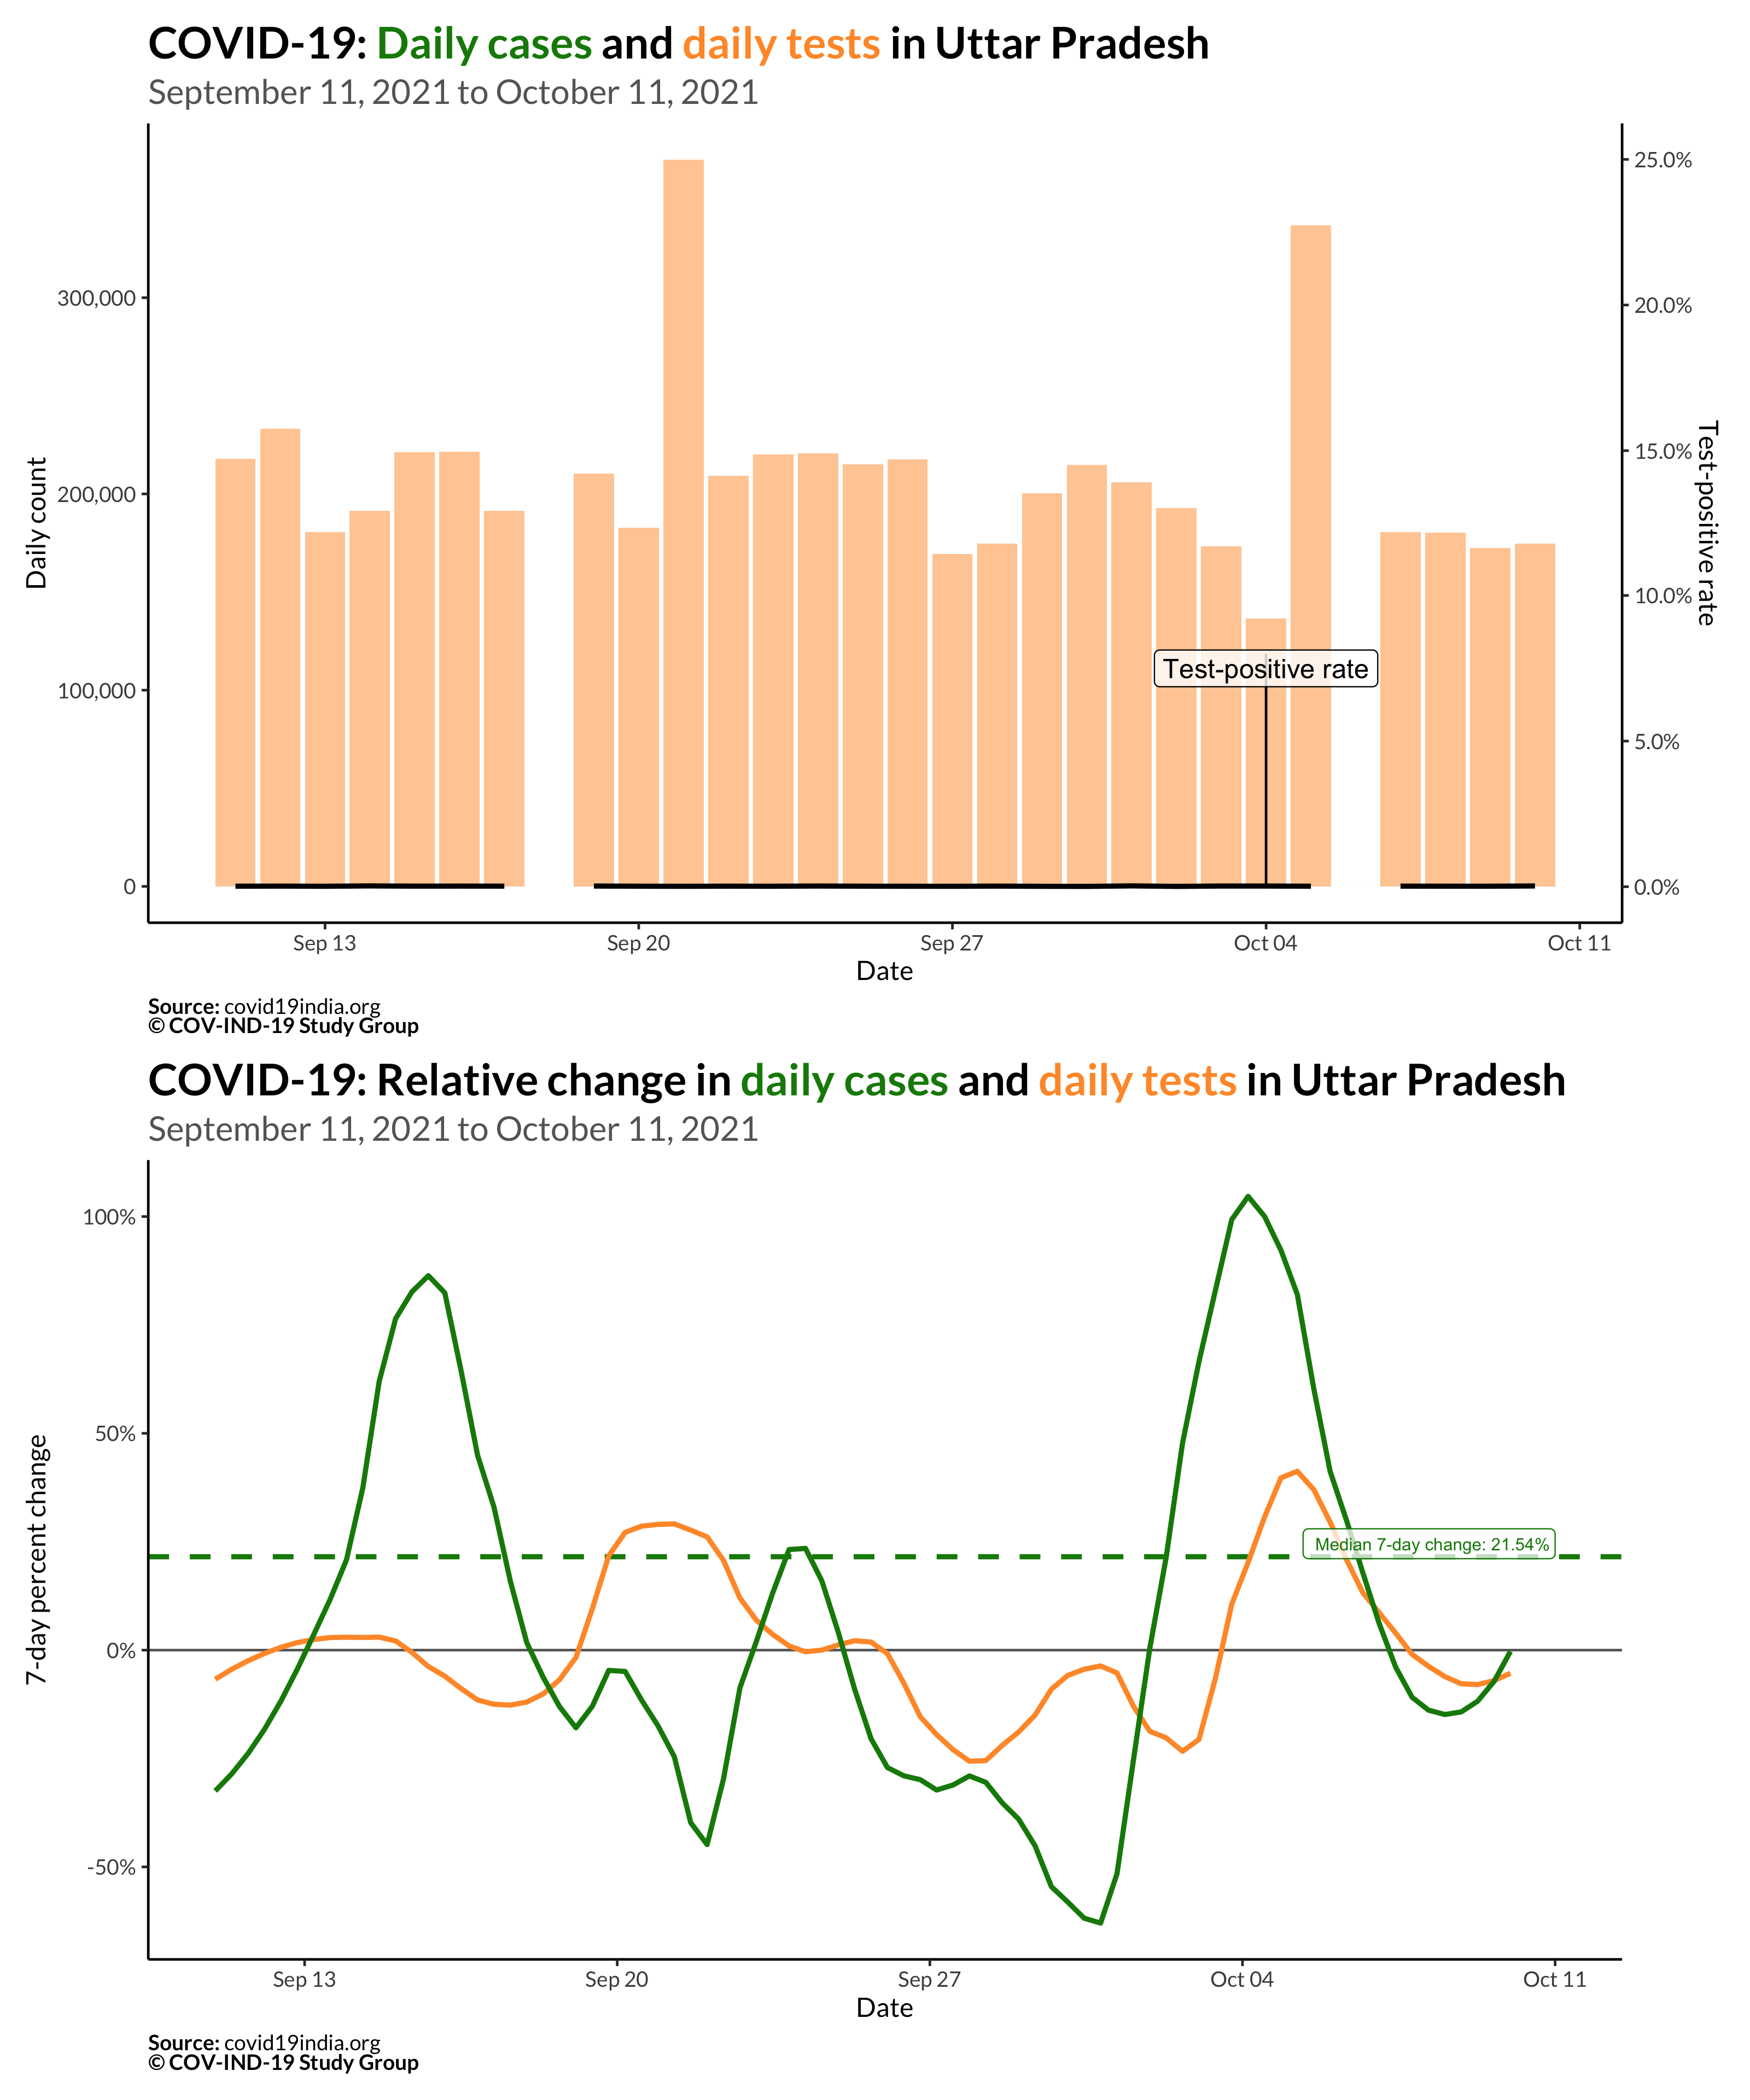 COVID-19: Daily cases and daily tests in Uttar Pradesh
September 11, 2021 to October 11, 2021
25.0%
20.0%
15.0%
10.0%
5.0%
0.0%
Test-positive rate
300,000
200,000
100,000
0
Daily count
Test-positive rate
Sep 13
Sep 20
Sep 27
Oct 04
Oct 11
Date
Source: covid19india.org
© COV-IND-19 Study Group
COVID-19: Relative change in daily cases and daily tests in Uttar Pradesh
September 11, 2021 to October 11, 2021
100%
50%
0%
-50%
7-day percent change
Median 7-day change: 21.54%
Sep 13
Sep 20
Sep 27
Oct 04
Oct 11
Date
Source: covid19india.org
© COV-IND-19 Study Group